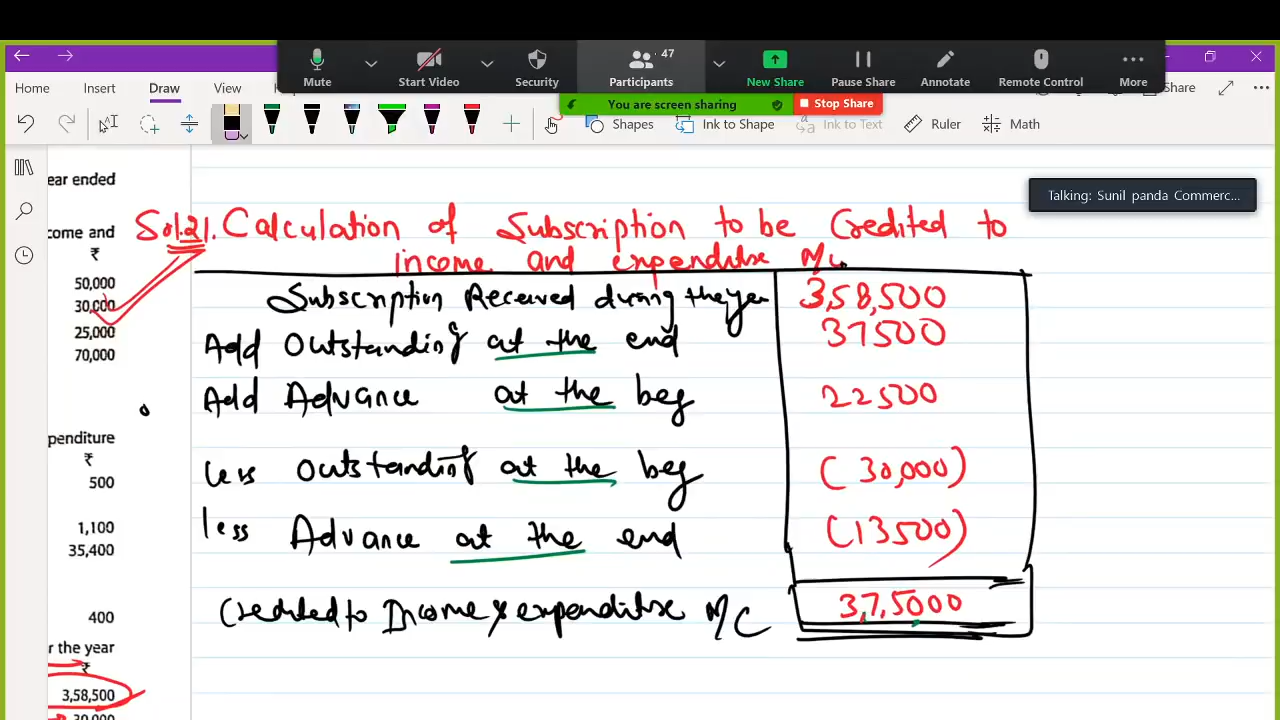 47
Mute
Start Video
Security
Participants
New Share
Pause Share
Annotate
Remote Control
More
You are screen sharing
Stop Share
Home
Insert
Draw
View
Share
Shapes
Ink to Shape
Ink to Text
Ruler
Math
Talking: Sunil panda Commerc...
ear ended
come and
₹
50,000
30,000
25,000
70,000
penditure
₹
500
1,100
35,400
400
r the year
₹
3,58,500
30,000
Sol.21. Calculation of Subscription to be Credited to
income and expenditure A/c
Subscription Received during the year 3,58,500
Add Outstanding at the end 37500
Add Advance at the beg 22500
less Outstanding at the beg (30,000)
less Advance at the end (13500)
Credited to Income & expenditure A/C 3,7,5000